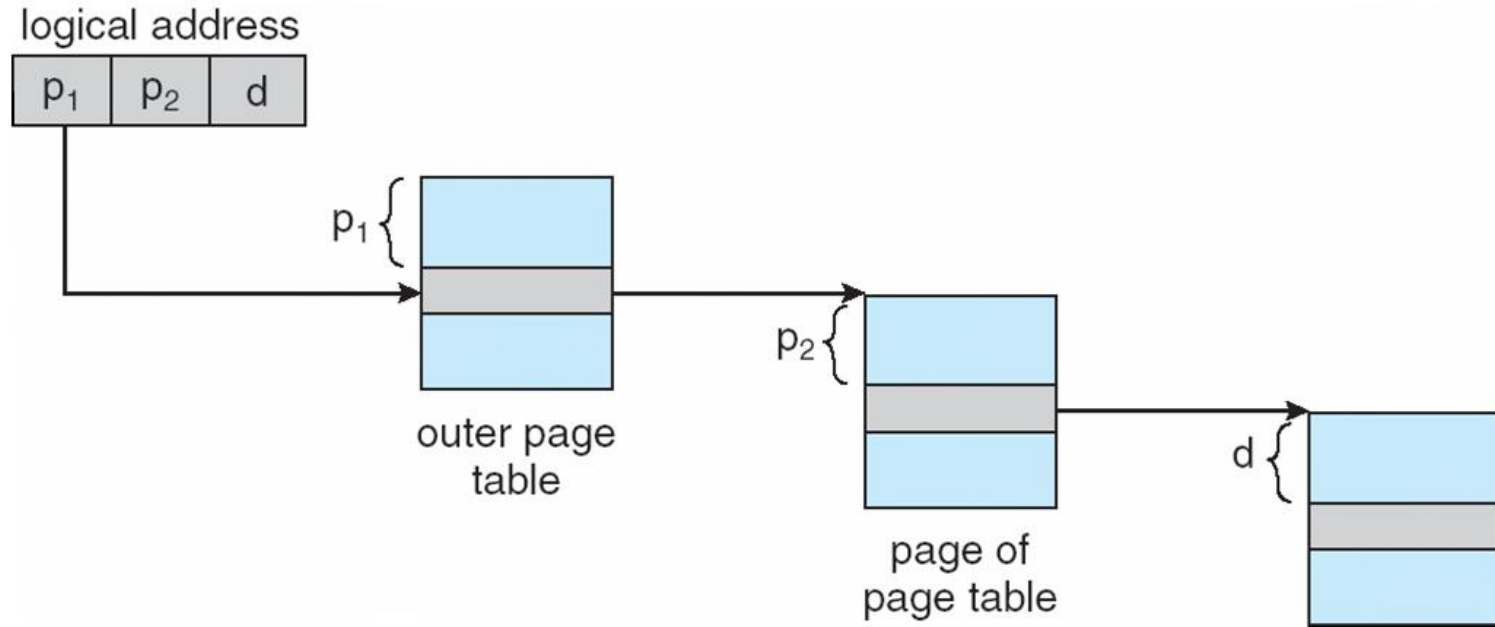 logical address
p₁ p₂ d
p₁
outer page
table
p₂
page of
page table
d